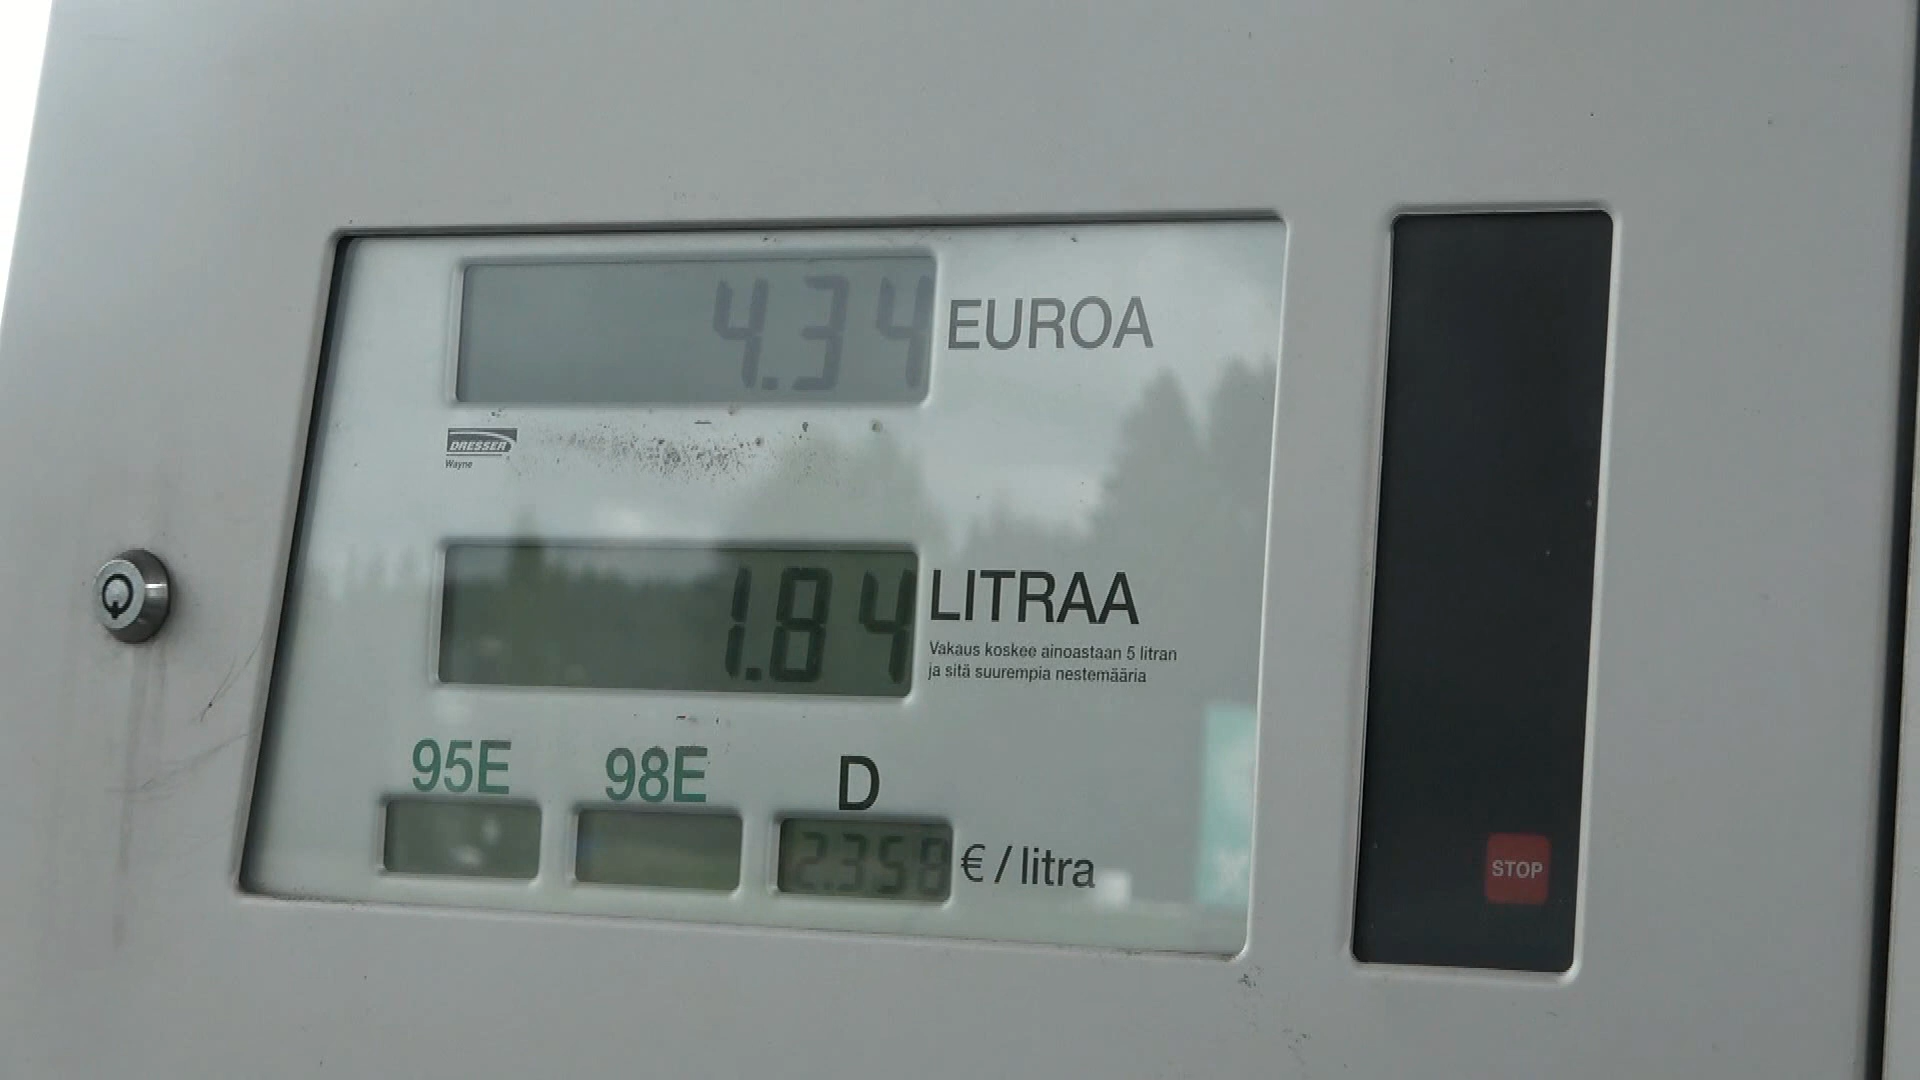 4.34 EUROA
DRESSER
Wayne
1.84 LITRAA
Vakaus koskee ainoastaan 5 litran
ja sitä suurempia nestemääriä
95E 98E D
2.358 €/litra
STOP